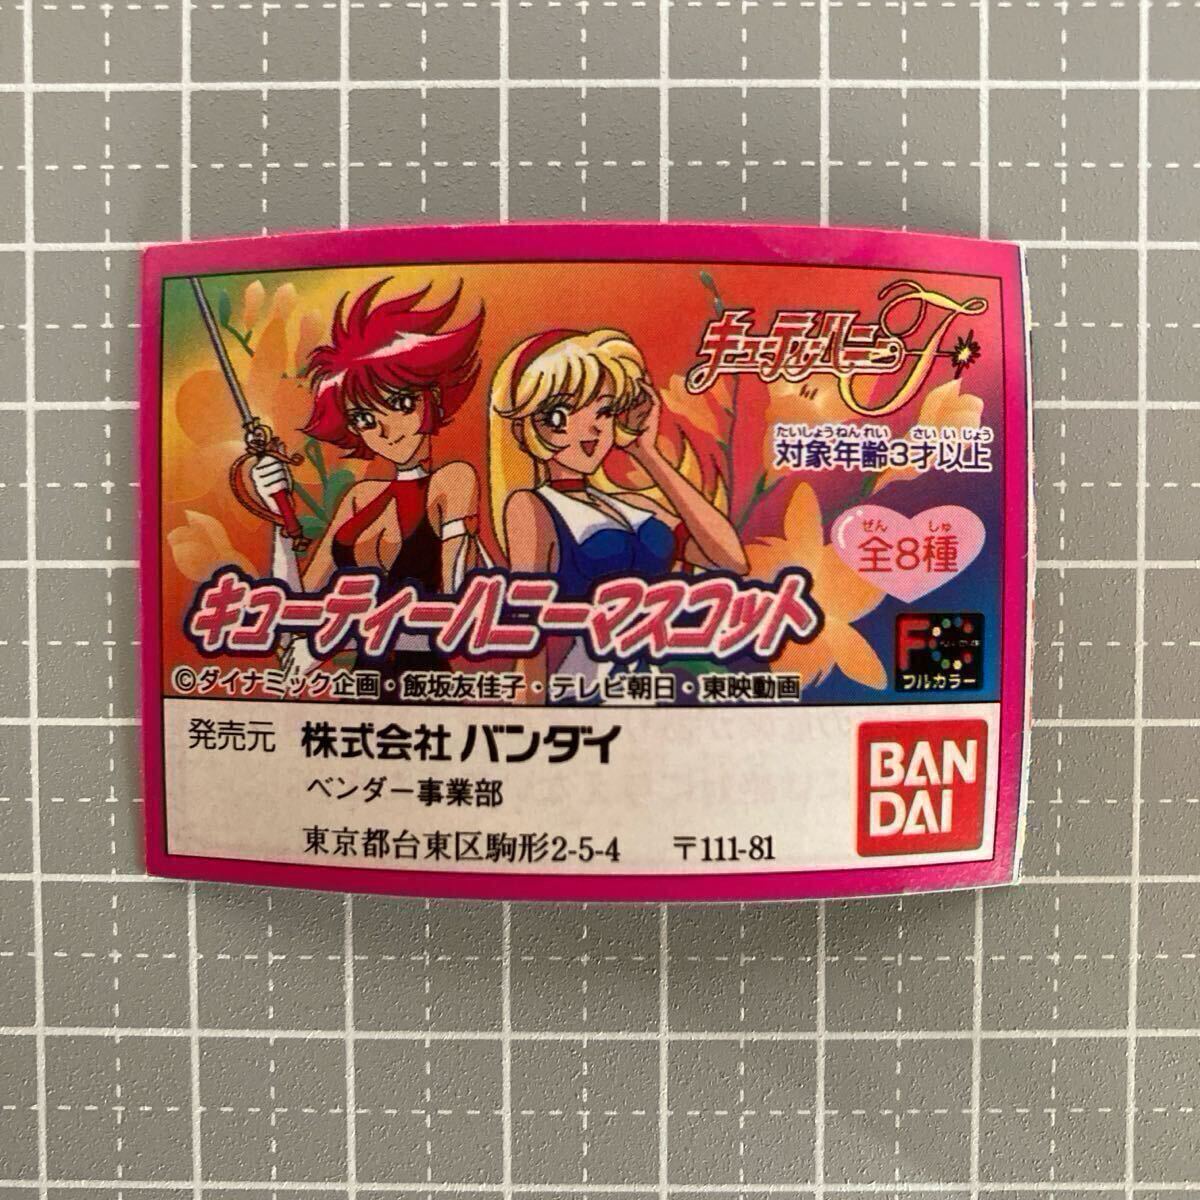 キューティーハニーF
たいしょうねんれい さいいじょう
対象年齢3才以上
ぜん しゅ
全8種
キューティーハニーマスコット
©ダイナミック企画・飯坂友佳子・テレビ朝日・東映動画
FC
フルカラー
発売元 株式会社 バンダイ
ベンダー事業部
東京都台東区駒形2-5-4 〒111-81
BAN
DAI